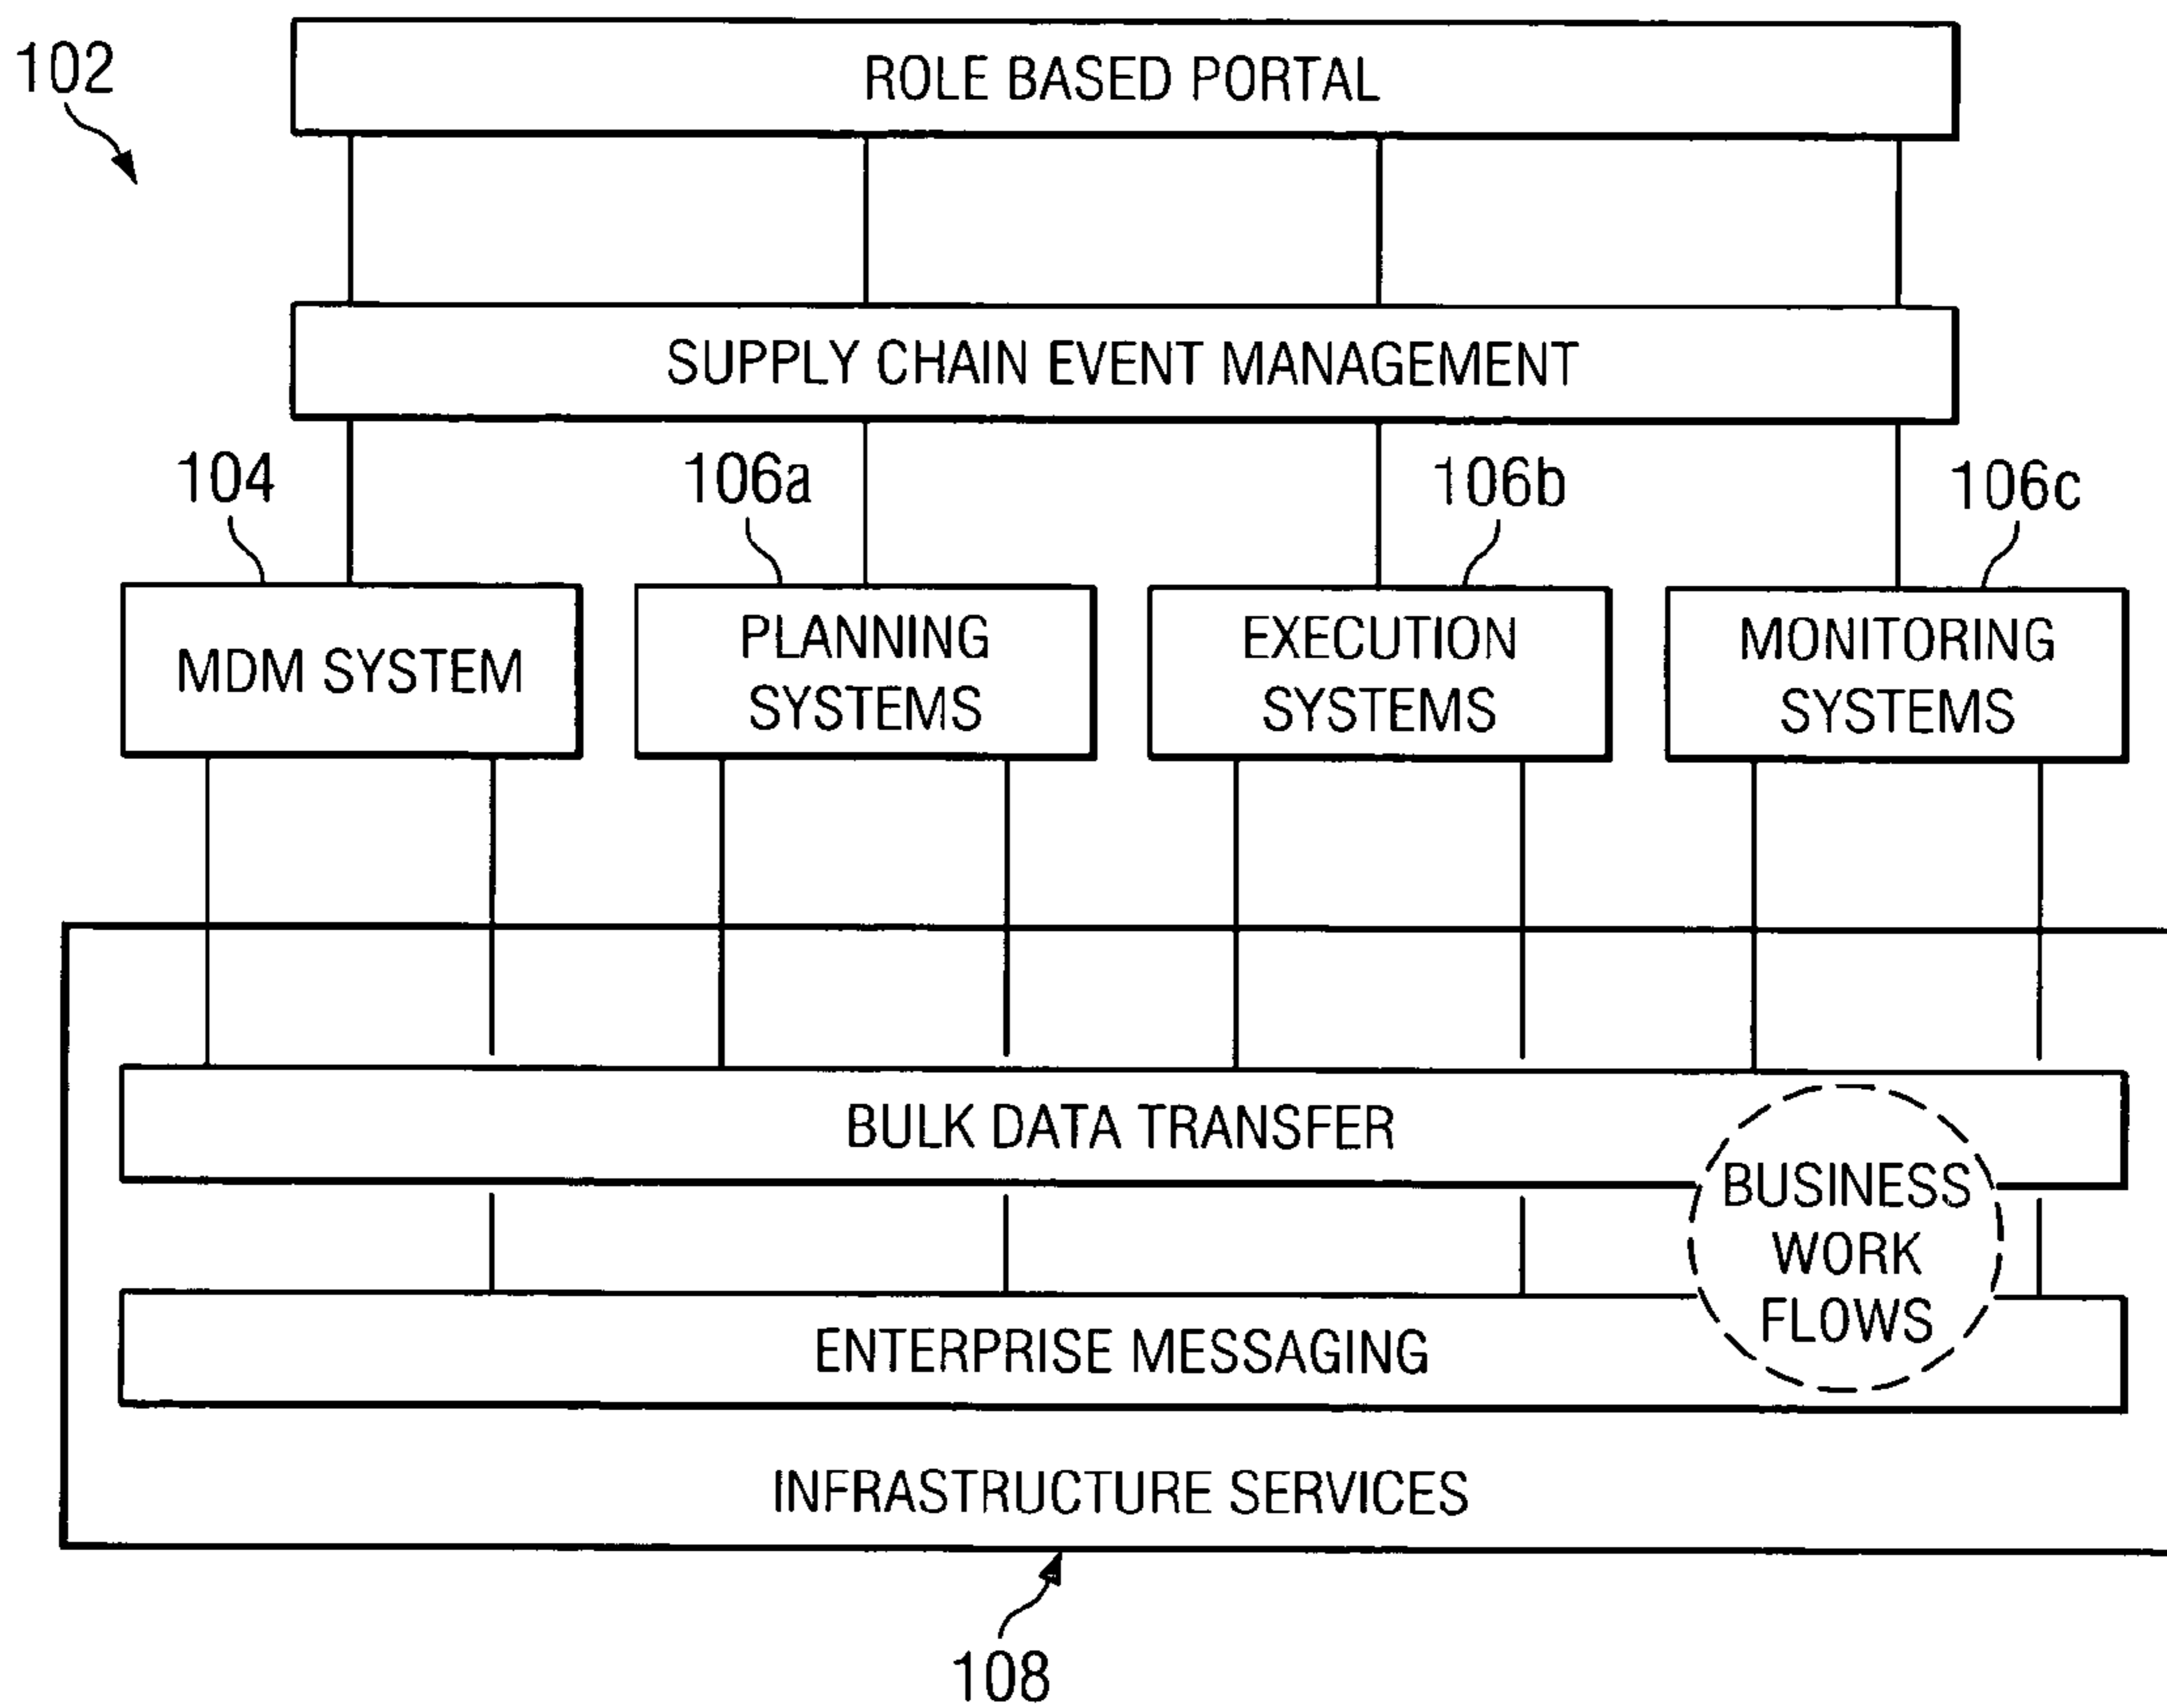 102
ROLE BASED PORTAL
SUPPLY CHAIN EVENT MANAGEMENT
104
106a
106b
106c
MDM SYSTEM
PLANNING
SYSTEMS
EXECUTION
SYSTEMS
MONITORING
SYSTEMS
BULK DATA TRANSFER
BUSINESS
WORK
FLOWS
ENTERPRISE MESSAGING
INFRASTRUCTURE SERVICES
108